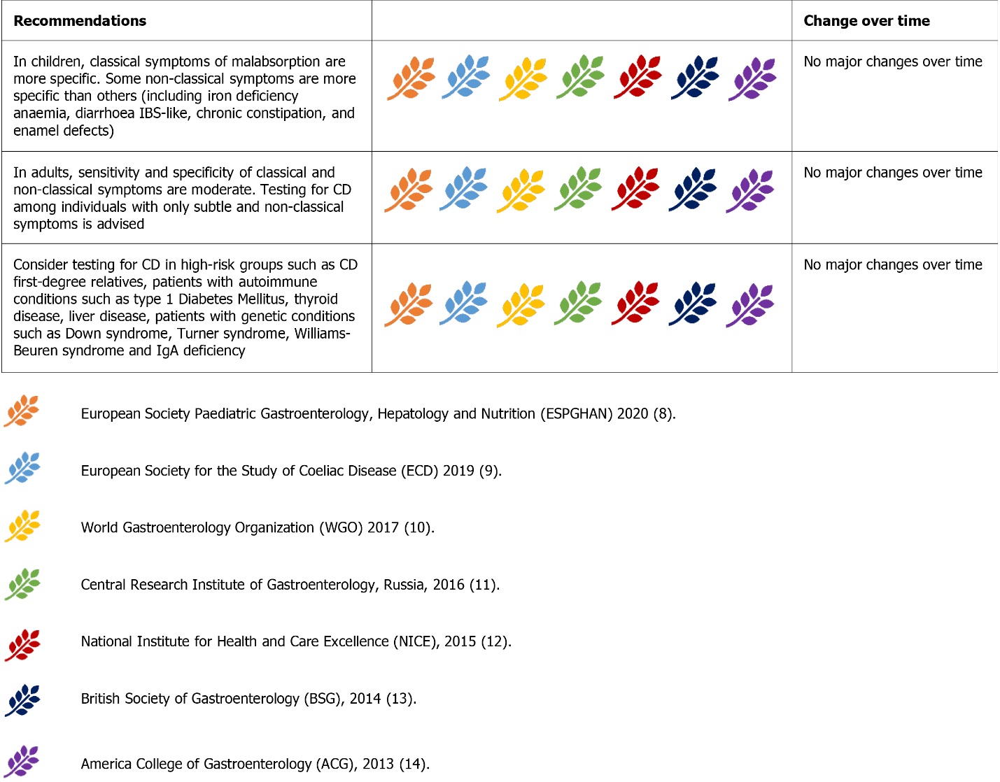 Recommendations
Change over time
In children, classical symptoms of malabsorption are
more specific. Some non-classical symptoms are more
specific than others (including iron deficiency
anaemia, diarrhoea IBS-like, chronic constipation, and
enamel defects)
No major changes over time
In adults, sensitivity and specificity of classical and
non-classical symptoms are moderate. Testing for CD
among individuals with only subtle and non-classical
symptoms is advised
No major changes over time
Consider testing for CD in high-risk groups such as CD
first-degree relatives, patients with autoimmune
conditions such as type 1 Diabetes Mellitus, thyroid
disease, liver disease, patients with genetic conditions
such as Down syndrome, Turner syndrome, Williams-
Beuren syndrome and IgA deficiency
No major changes over time
European Society Paediatric Gastroenterology, Hepatology and Nutrition (ESPGHAN) 2020 (8).
European Society for the Study of Coeliac Disease (ECD) 2019 (9).
World Gastroenterology Organization (WGO) 2017 (10).
Central Research Institute of Gastroenterology, Russia, 2016 (11).
National Institute for Health and Care Excellence (NICE), 2015 (12).
British Society of Gastroenterology (BSG), 2014 (13).
America College of Gastroenterology (ACG), 2013 (14).